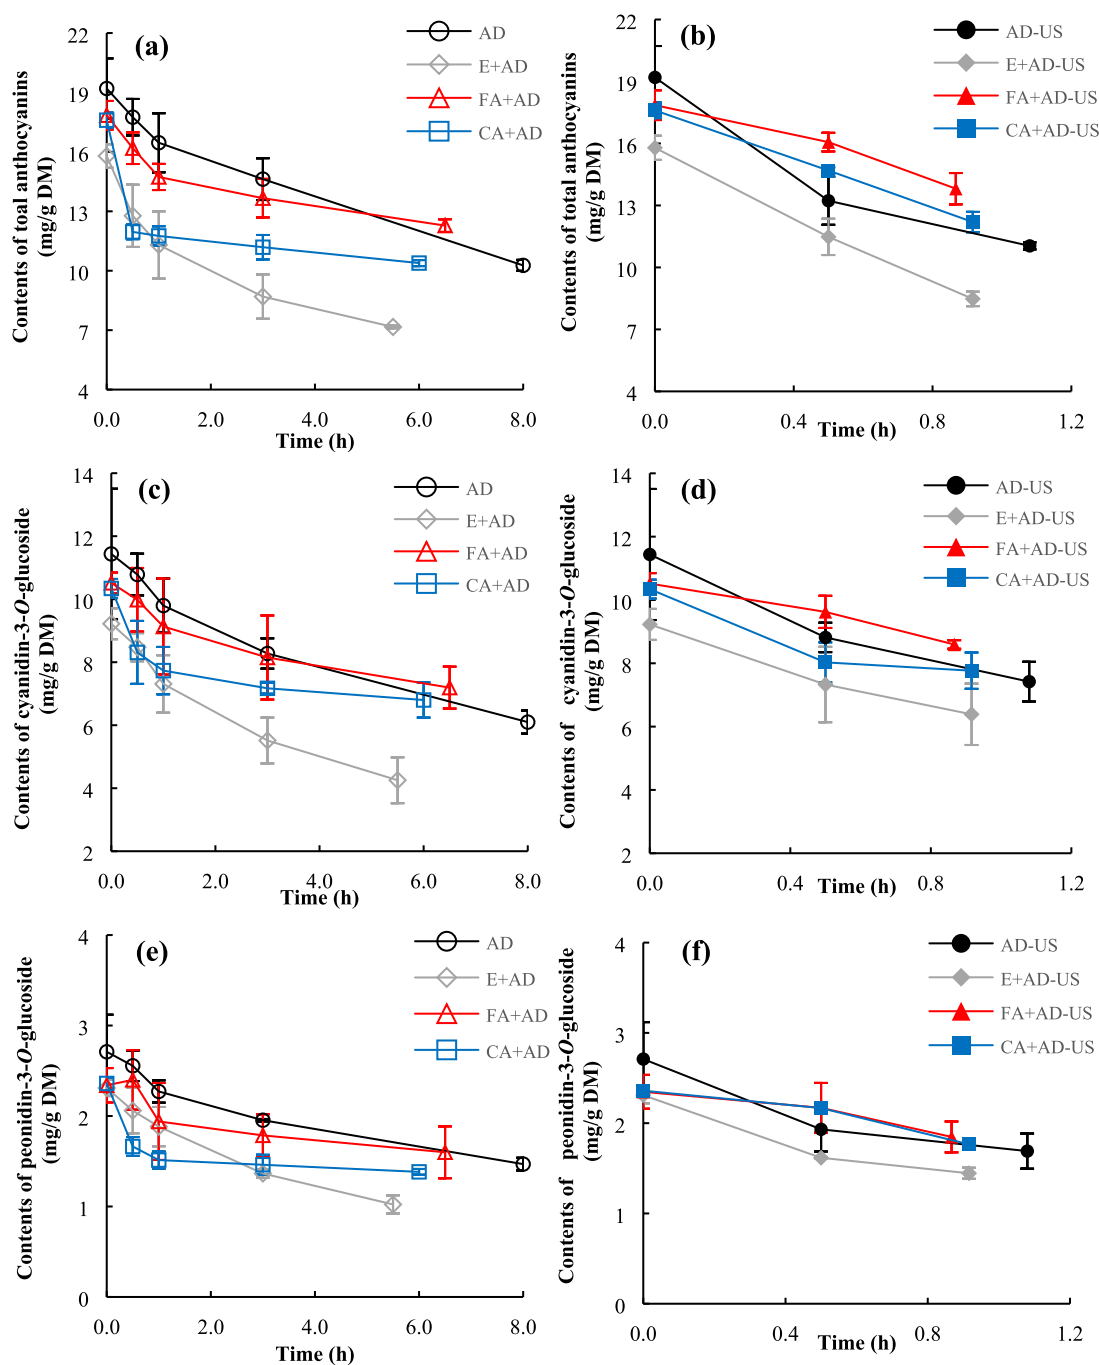 (a)
AD
E+AD
FA+AD
CA+AD
22
19
16
13
10
7
4
0.0 2.0 4.0 6.0 8.0
Time (h)
Contents of toal anthocyanins
(mg/g DM)
(b)
AD-US
E+AD-US
FA+AD-US
CA+AD-US
22
19
16
13
10
7
4
0.0 0.4 0.8 1.2
Time (h)
Contents of total anthocyanins
(mg/g DM)
(c)
AD
E+AD
FA+AD
CA+AD
14
12
10
8
6
4
2
0.0 2.0 4.0 6.0 8.0
Time (h)
Contents of cyanidin-3-O-glucoside
(mg/g DM)
(d)
AD-US
E+AD-US
FA+AD-US
CA+AD-US
14
12
10
8
6
4
2
0.0 0.4 0.8 1.2
Time (h)
Contents of cyanidin-3-O-glucoside
(mg/g DM)
(e)
AD
E+AD
FA+AD
CA+AD
4
3
2
1
0
0.0 2.0 4.0 6.0 8.0
Time (h)
Contents of peonidin-3-O-glucoside
(mg/g DM)
(f)
AD-US
E+AD-US
FA+AD-US
CA+AD-US
4
3
2
1
0
0.0 0.4 0.8 1.2
Time (h)
Contents of peonidin-3-O-glucoside
(mg/g DM)